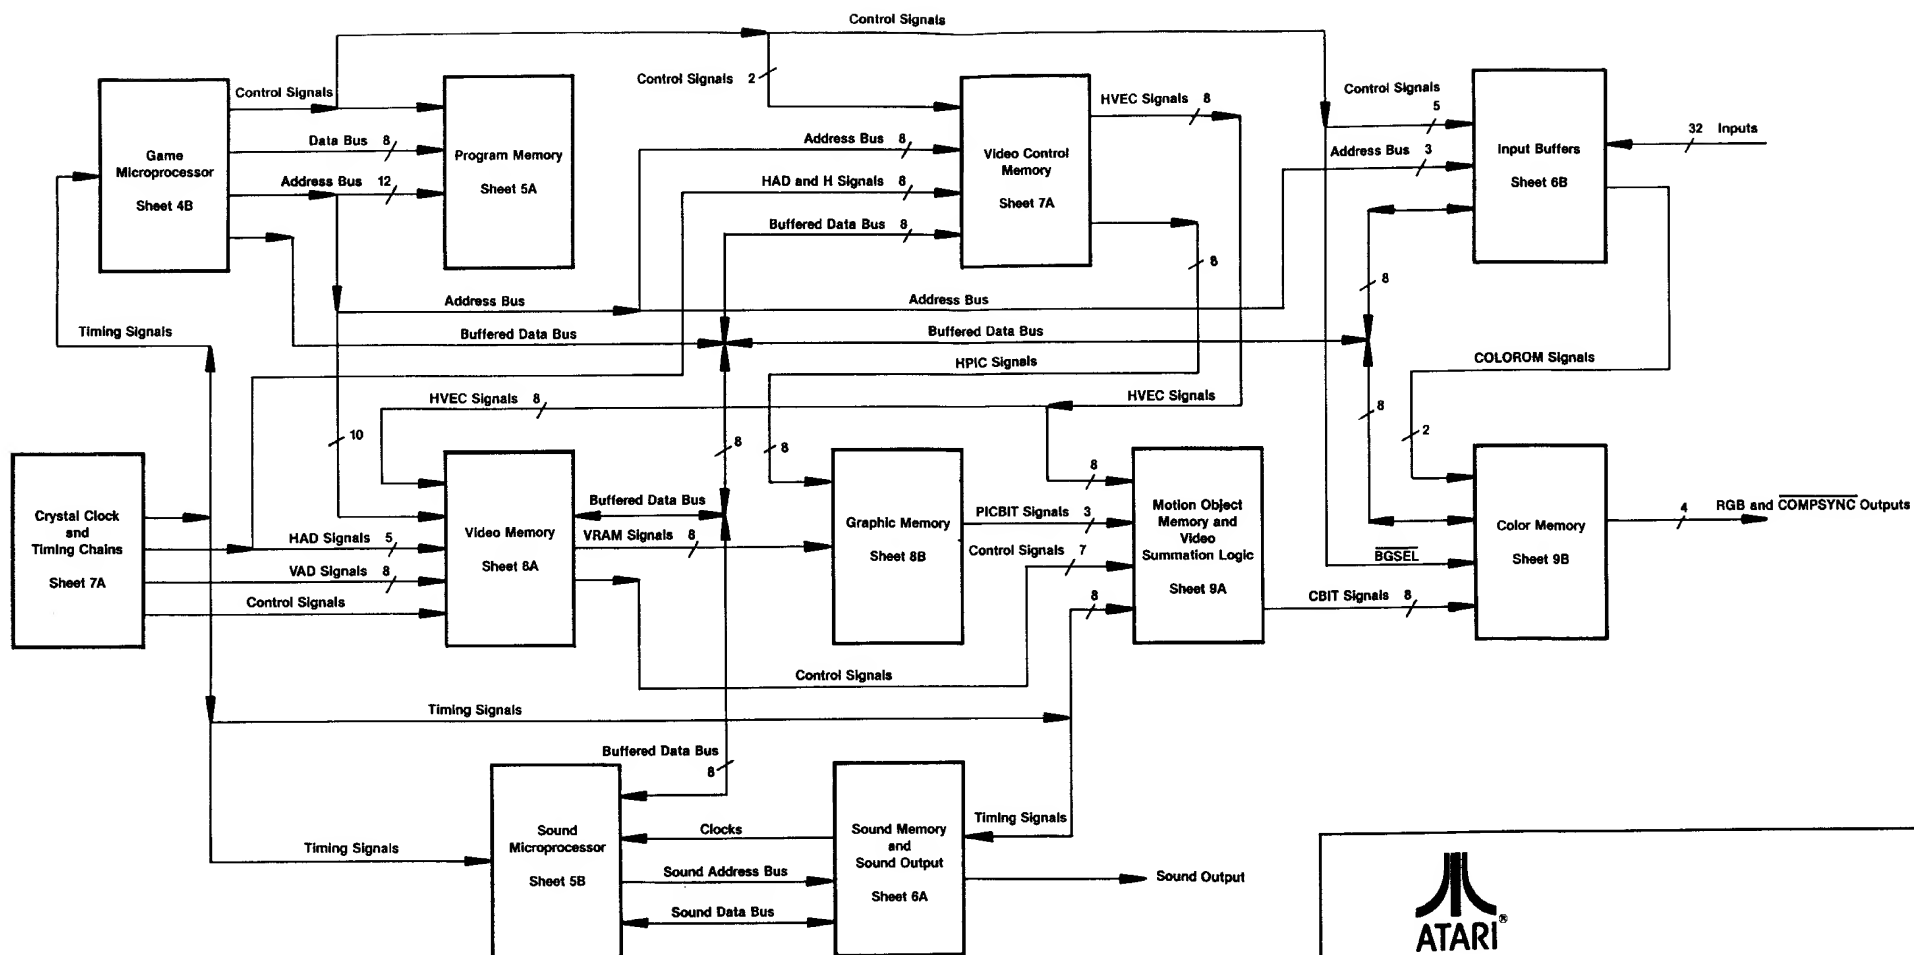 Control Signals
Control Signals 2
Control Signals
Game
Microprocessor
Sheet 4B
Data Bus 8
Address Bus 12
Program Memory
Sheet 5A
Address Bus 8
HAD and H Signals 8
Buffered Data Bus 8
Video Control
Memory
Sheet 7A
HVEC Signals 8
8
Control Signals
5
Address Bus 3
Input Buffers
Sheet 6B
32 Inputs
8
Timing Signals
Address Bus
Address Bus
Buffered Data Bus
Buffered Data Bus
HPIC Signals
COLOROM Signals
HVEC Signals 8
HVEC Signals
10
8
8
8
8
2
Crystal Clock
and
Timing Chains
Sheet 7A
HAD Signals 5
VAD Signals 8
Control Signals
Video Memory
Sheet 8A
Buffered Data Bus
VRAM Signals 8
Graphic Memory
Sheet 8B
PICBIT Signals 3
Control Signals 7
8
Motion Object
Memory and
Video
Summation Logic
Sheet 9A
BGSEL
CBIT Signals 8
Color Memory
Sheet 9B
4 RGB and COMPSYNC Outputs
Control Signals
Timing Signals
Buffered Data Bus
8
Timing Signals
Sound
Microprocessor
Sheet 5B
Clocks
Sound Address Bus
Sound Data Bus
Sound Memory
and
Sound Output
Sheet 6A
Timing Signals
Sound Output
ATARI®